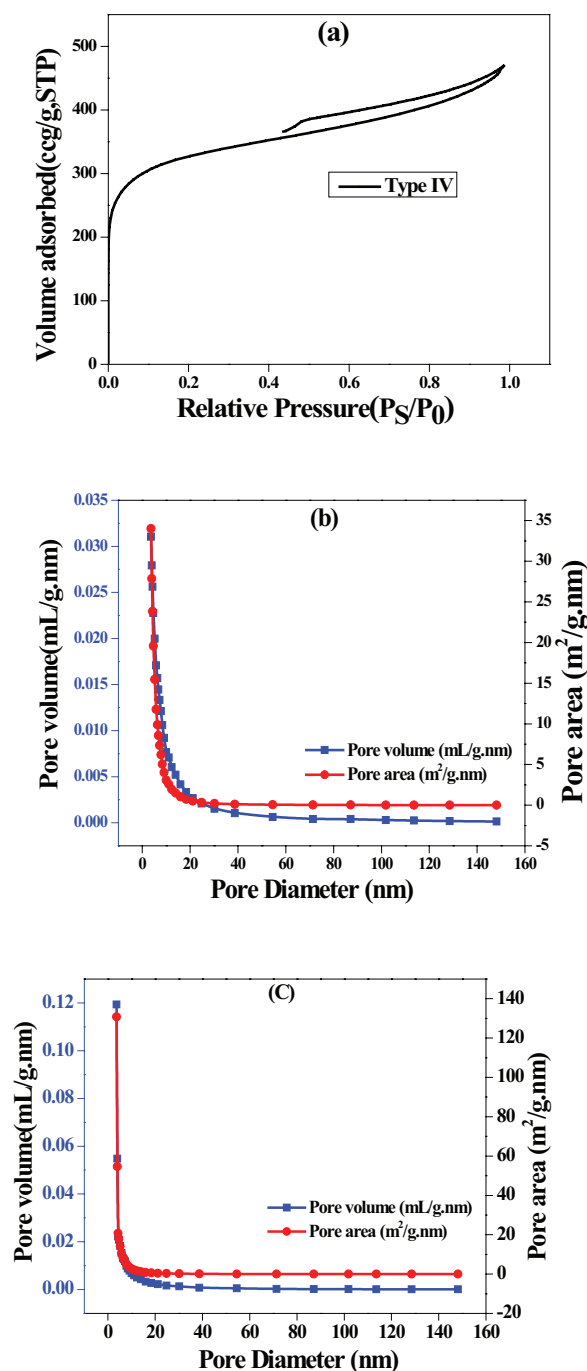 (a)
500
400
300
200
100
0
Volume adsorbed(ccg/g,STP)
Type IV
0.0 0.2 0.4 0.6 0.8 1.0
Relative Pressure(P_S/P_0)
(b)
0.035
0.030
0.025
0.020
0.015
0.010
0.005
0.000
Pore volume(mL/g.nm)
35
30
25
20
15
10
5
0
-5
Pore area (m²/g.nm)
Pore volume (mL/g.nm)
Pore area (m²/g.nm)
0 20 40 60 80 100 120 140 160
Pore Diameter (nm)
(C)
0.12
0.10
0.08
0.06
0.04
0.02
0.00
Pore volume(mL/g.nm)
140
120
100
80
60
40
20
0
-20
Pore area (m²/g.nm)
Pore volume (mL/g.nm)
Pore area (m²/g.nm)
0 20 40 60 80 100 120 140 160
Pore Diameter (nm)